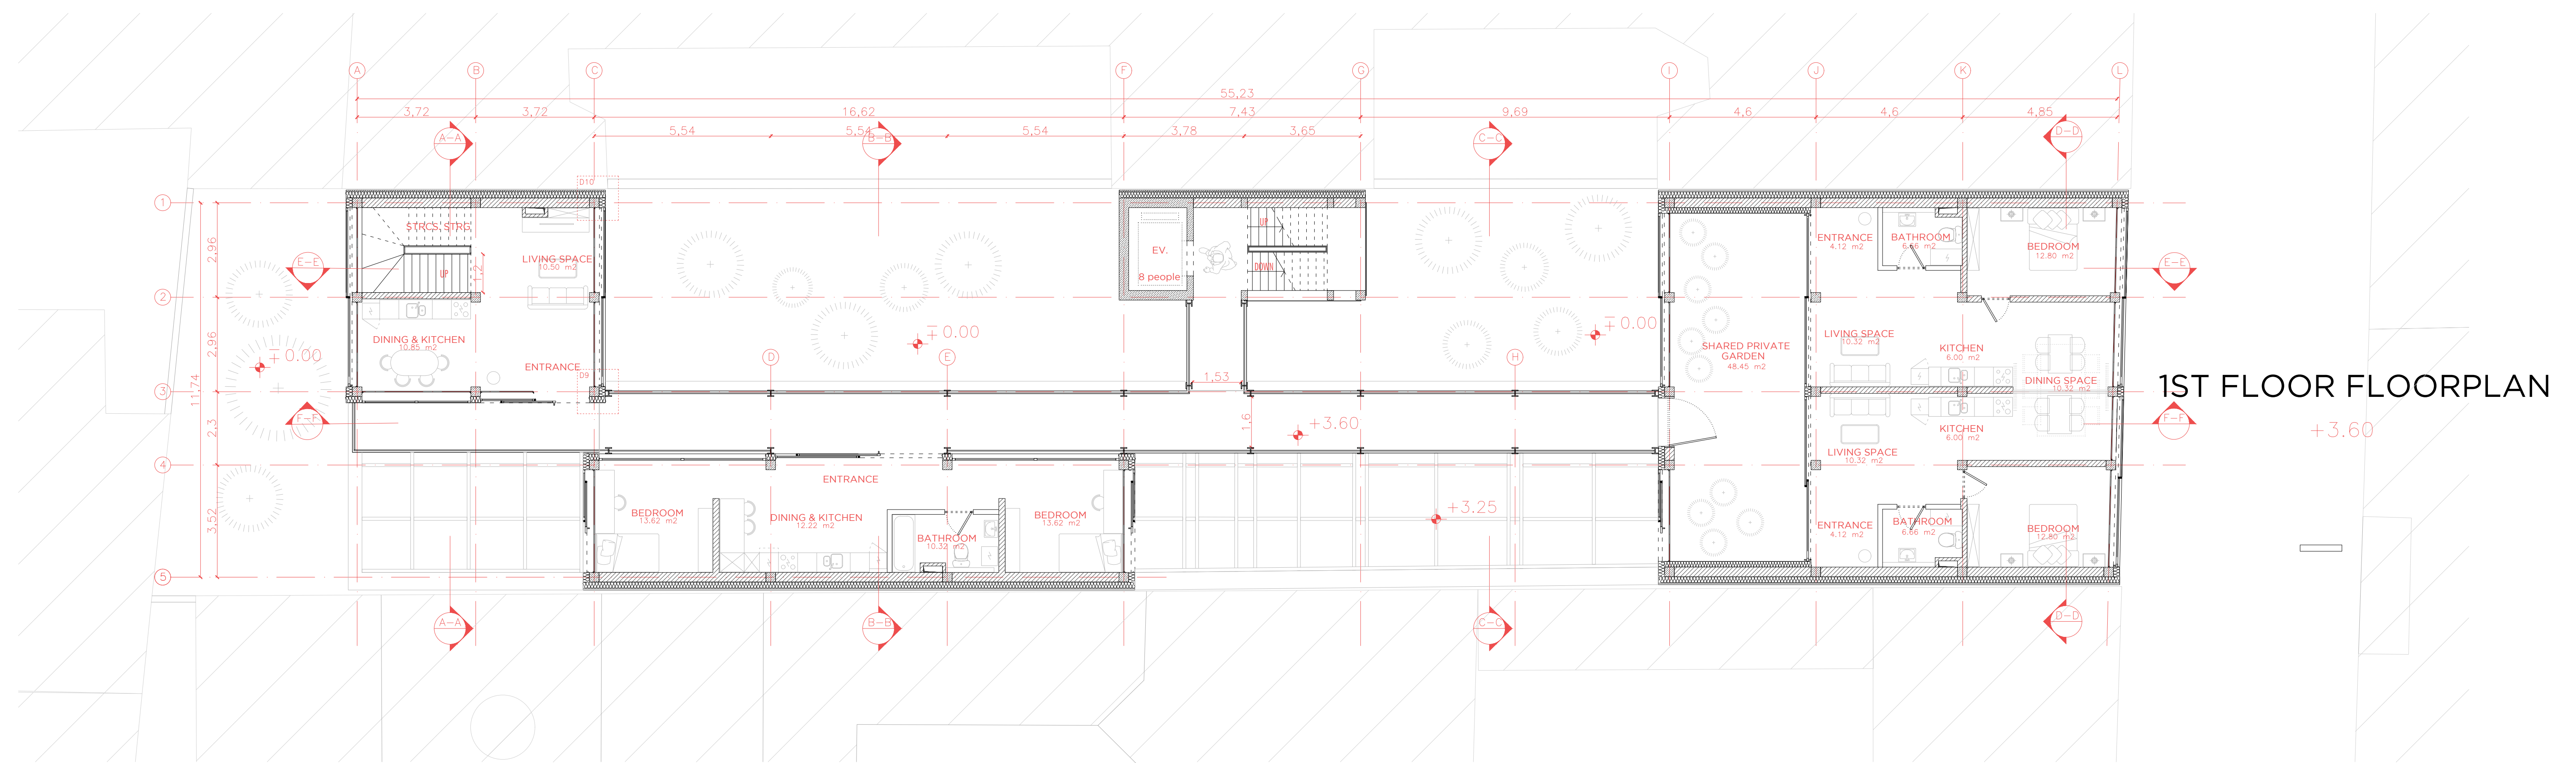 A B C F G I J K L
55,23
3,72 3,72 16,62 7,43 9,69 4,6 4,6 4,85
5,54 5,54 5,54 3,78 3,65
A-A B-B C-C D-D
D10
1
STRCS, STRG.
UP
LIVING SPACE
10.50 m2
1,2
2,96
E-E
2
DINING & KITCHEN
10.85 m2
ENTRANCE
D9
2,96
11,74
∓0.00
3
2,3
F-F
4
3,52
5
EV.
8 people
UP
DOWN
∓0.00
D E H
∓0.00
1,53
1,6
+3.60
+3.25
ENTRANCE
BEDROOM
13.62 m2
DINING & KITCHEN
12.22 m2
BATHROOM
10.32 m2
BEDROOM
13.62 m2
SHARED PRIVATE
GARDEN
48.45 m2
ENTRANCE
4.12 m2
BATHROOM
6.66 m2
BEDROOM
12.80 m2
E-E
LIVING SPACE
10.32 m2
KITCHEN
6.00 m2
DINING SPACE
10.32 m2
F-F
KITCHEN
6.00 m2
LIVING SPACE
10.32 m2
ENTRANCE
4.12 m2
BATHROOM
6.66 m2
BEDROOM
12.80 m2
A-A B-B C-C D-D
1ST FLOOR FLOORPLAN
+3.60